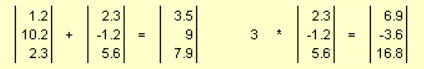 1.2 2.3 3.5 2.3 6.9
10.2 + -1.2 = 9 3 * -1.2 = -3.6
2.3 5.6 7.9 5.6 16.8